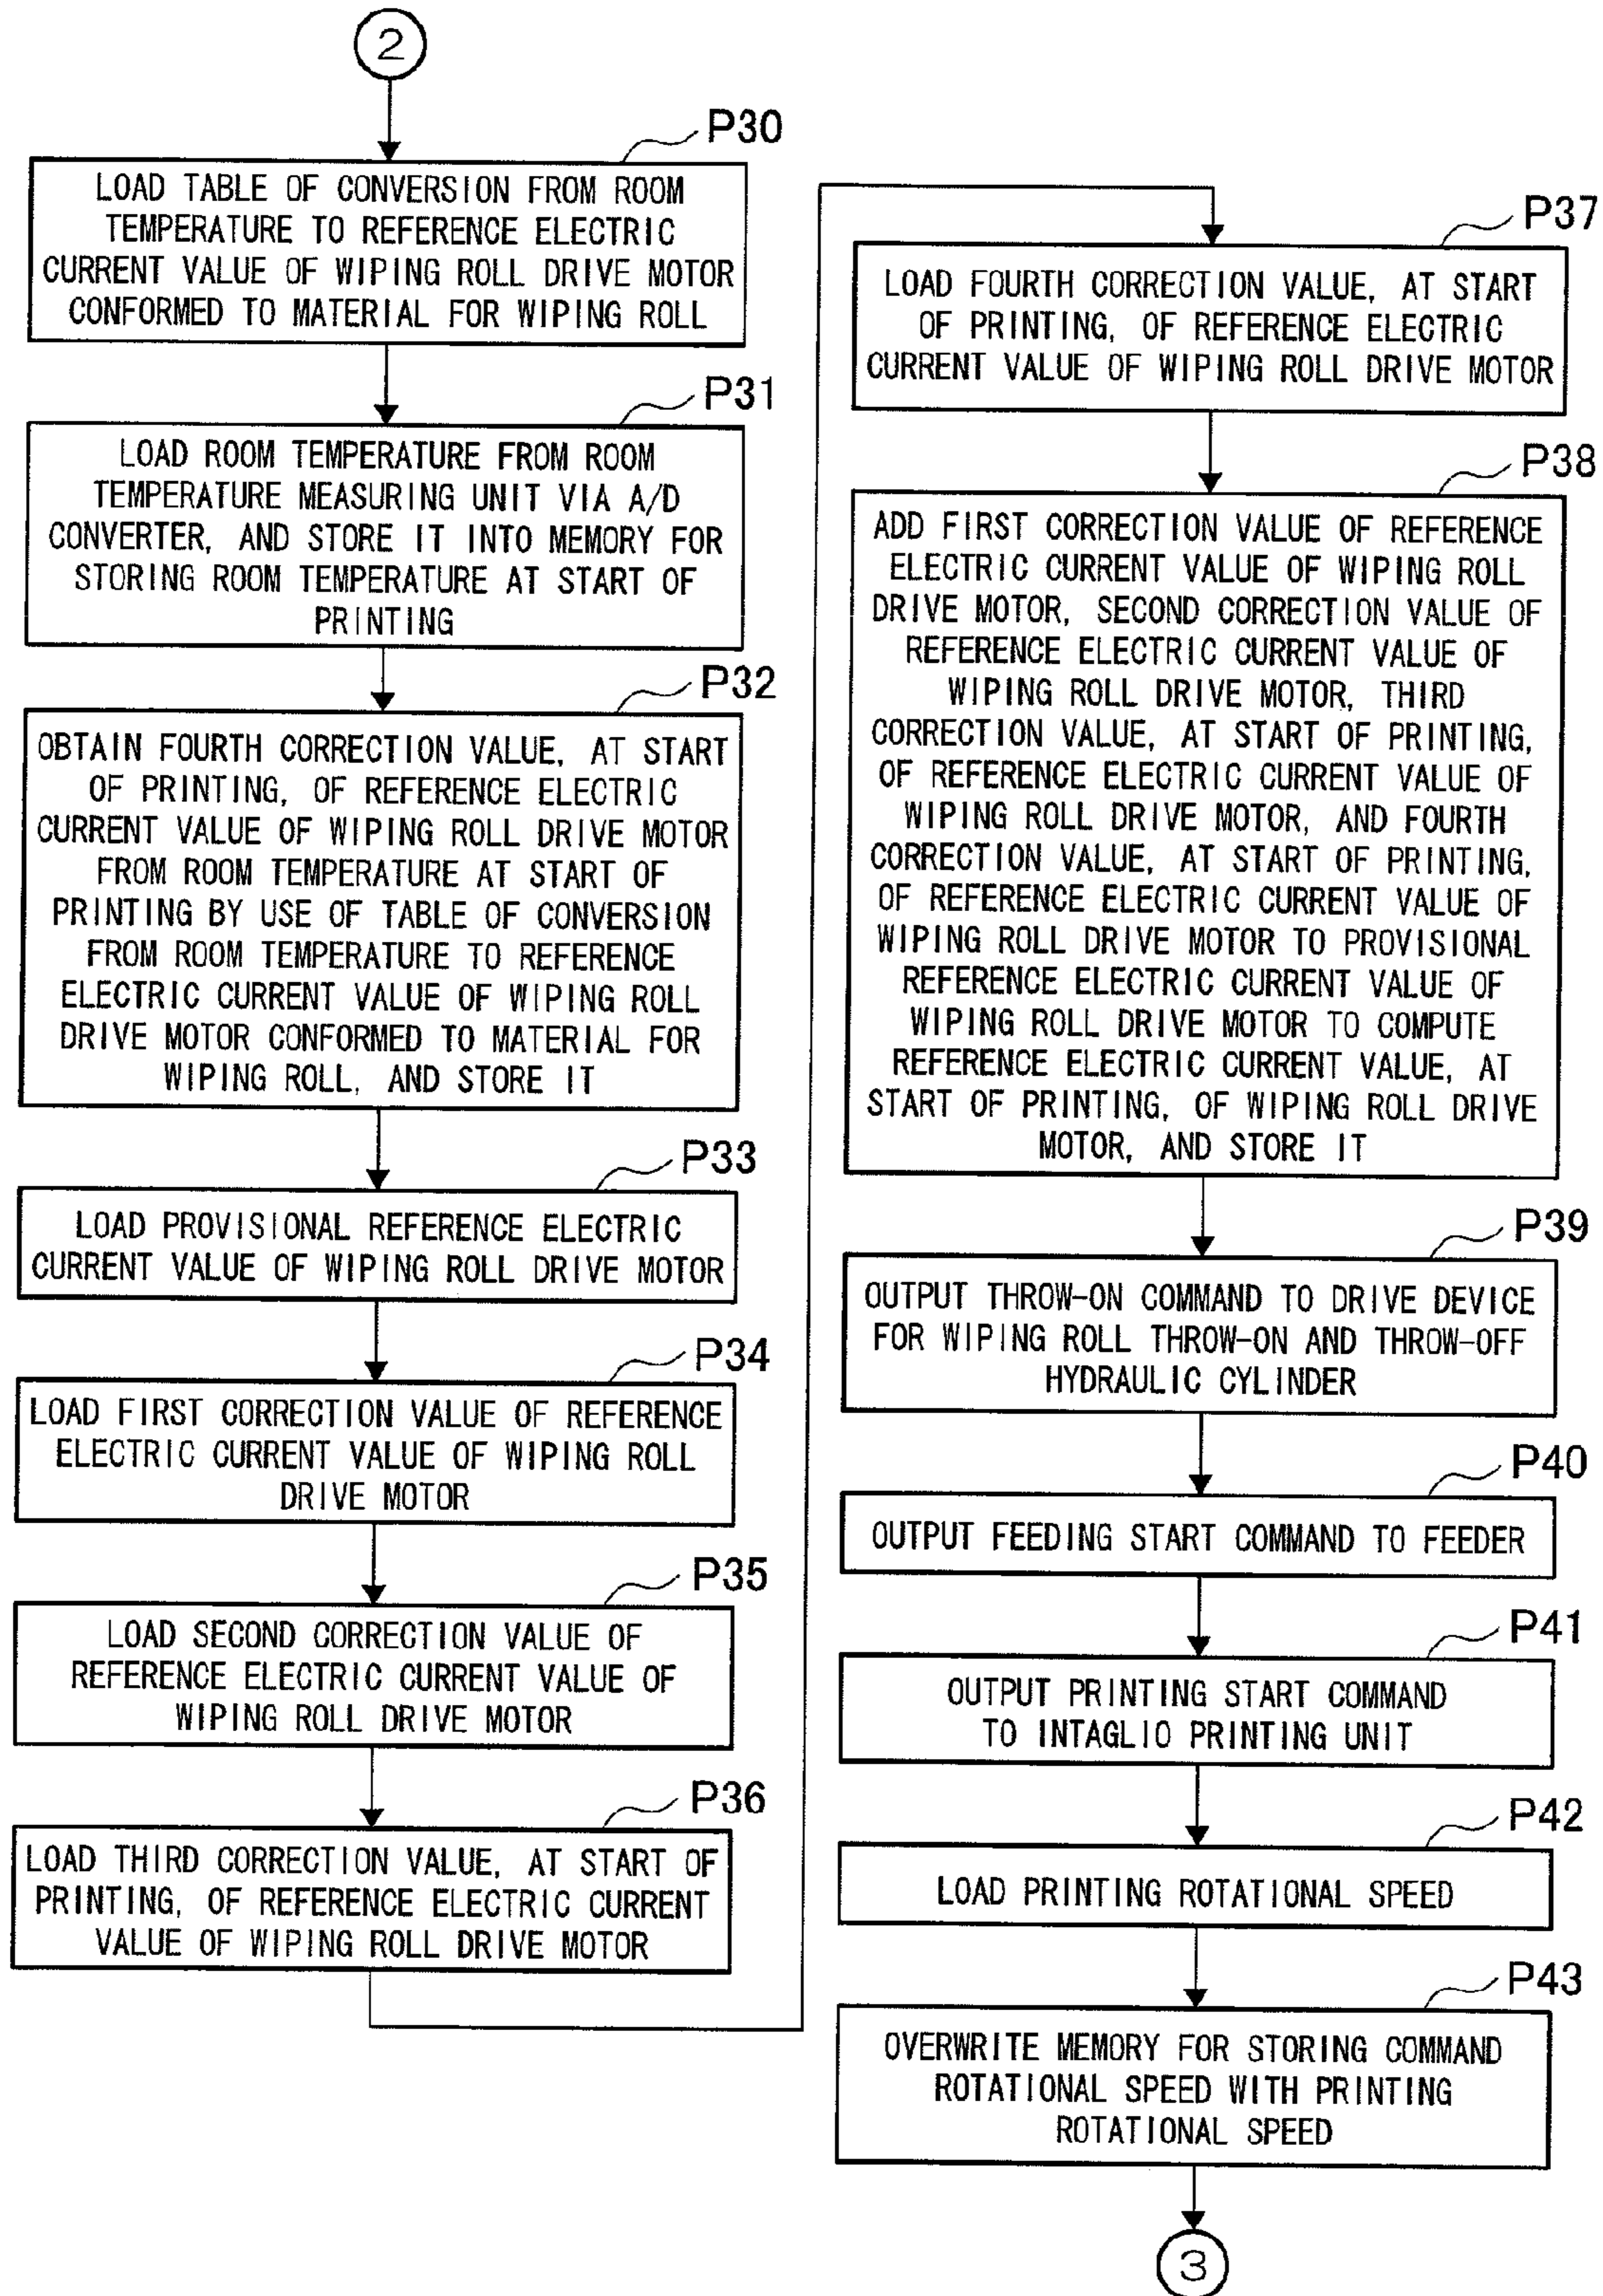 2
P30
LOAD TABLE OF CONVERSION FROM ROOM
TEMPERATURE TO REFERENCE ELECTRIC
CURRENT VALUE OF WIPING ROLL DRIVE MOTOR
CONFORMED TO MATERIAL FOR WIPING ROLL
P31
LOAD ROOM TEMPERATURE FROM ROOM
TEMPERATURE MEASURING UNIT VIA A/D
CONVERTER, AND STORE IT INTO MEMORY FOR
STORING ROOM TEMPERATURE AT START OF
PRINTING
P32
OBTAIN FOURTH CORRECTION VALUE, AT START
OF PRINTING, OF REFERENCE ELECTRIC
CURRENT VALUE OF WIPING ROLL DRIVE MOTOR
FROM ROOM TEMPERATURE AT START OF
PRINTING BY USE OF TABLE OF CONVERSION
FROM ROOM TEMPERATURE TO REFERENCE
ELECTRIC CURRENT VALUE OF WIPING ROLL
DRIVE MOTOR CONFORMED TO MATERIAL FOR
WIPING ROLL, AND STORE IT
P33
LOAD PROVISIONAL REFERENCE ELECTRIC
CURRENT VALUE OF WIPING ROLL DRIVE MOTOR
P34
LOAD FIRST CORRECTION VALUE OF REFERENCE
ELECTRIC CURRENT VALUE OF WIPING ROLL
DRIVE MOTOR
P35
LOAD SECOND CORRECTION VALUE OF
REFERENCE ELECTRIC CURRENT VALUE OF
WIPING ROLL DRIVE MOTOR
P36
LOAD THIRD CORRECTION VALUE, AT START OF
PRINTING, OF REFERENCE ELECTRIC CURRENT
VALUE OF WIPING ROLL DRIVE MOTOR
P37
LOAD FOURTH CORRECTION VALUE, AT START
OF PRINTING, OF REFERENCE ELECTRIC
CURRENT VALUE OF WIPING ROLL DRIVE MOTOR
P38
ADD FIRST CORRECTION VALUE OF REFERENCE
ELECTRIC CURRENT VALUE OF WIPING ROLL
DRIVE MOTOR, SECOND CORRECTION VALUE OF
REFERENCE ELECTRIC CURRENT VALUE OF
WIPING ROLL DRIVE MOTOR, THIRD
CORRECTION VALUE, AT START OF PRINTING,
OF REFERENCE ELECTRIC CURRENT VALUE OF
WIPING ROLL DRIVE MOTOR, AND FOURTH
CORRECTION VALUE, AT START OF PRINTING,
OF REFERENCE ELECTRIC CURRENT VALUE OF
WIPING ROLL DRIVE MOTOR TO PROVISIONAL
REFERENCE ELECTRIC CURRENT VALUE OF
WIPING ROLL DRIVE MOTOR TO COMPUTE
REFERENCE ELECTRIC CURRENT VALUE, AT
START OF PRINTING, OF WIPING ROLL DRIVE
MOTOR, AND STORE IT
P39
OUTPUT THROW-ON COMMAND TO DRIVE DEVICE
FOR WIPING ROLL THROW-ON AND THROW-OFF
HYDRAULIC CYLINDER
P40
OUTPUT FEEDING START COMMAND TO FEEDER
P41
OUTPUT PRINTING START COMMAND
TO INTAGLIO PRINTING UNIT
P42
LOAD PRINTING ROTATIONAL SPEED
P43
OVERWRITE MEMORY FOR STORING COMMAND
ROTATIONAL SPEED WITH PRINTING
ROTATIONAL SPEED
3